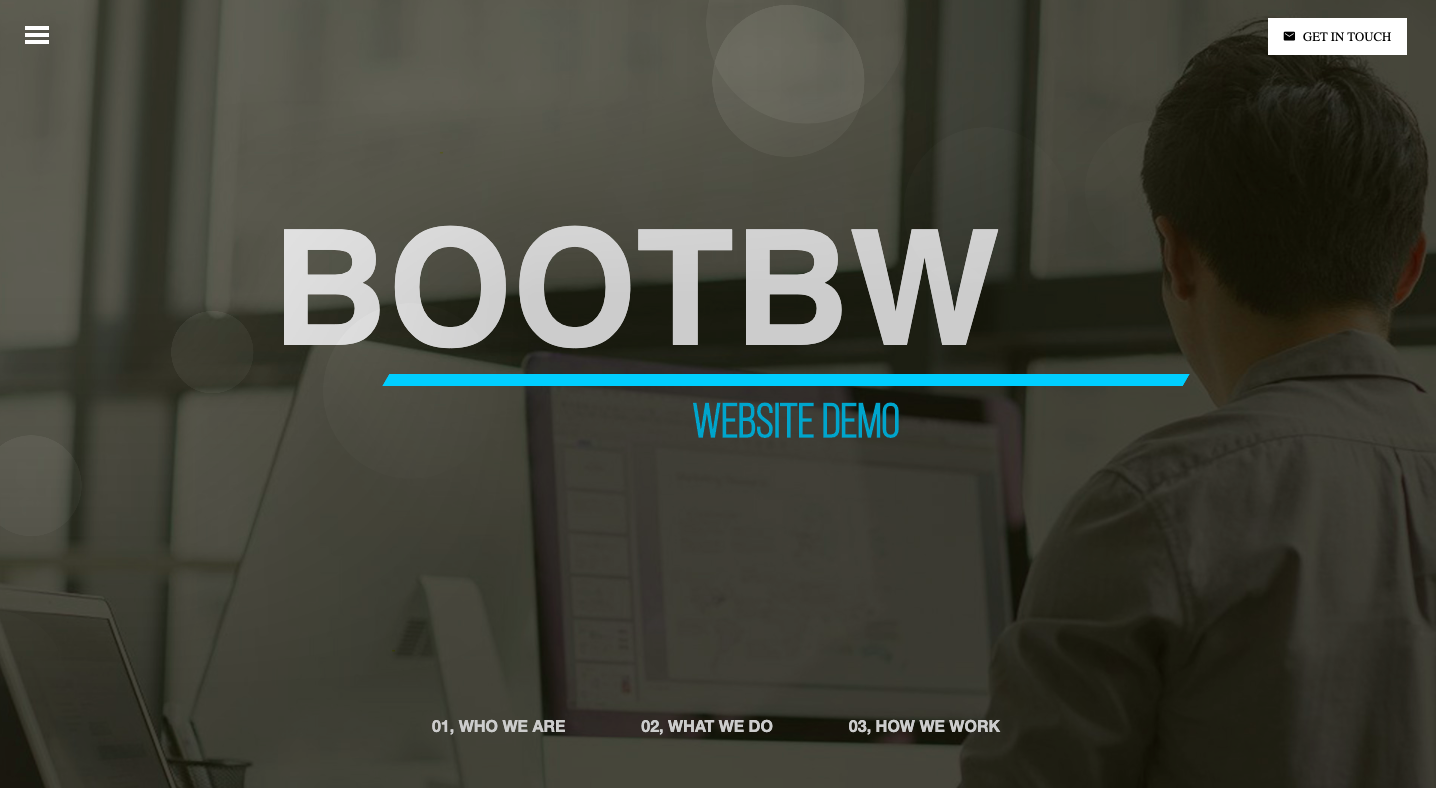 GET IN TOUCH
BOOTBW
WEBSITE DEMO
01, WHO WE ARE
02, WHAT WE DO
03, HOW WE WORK